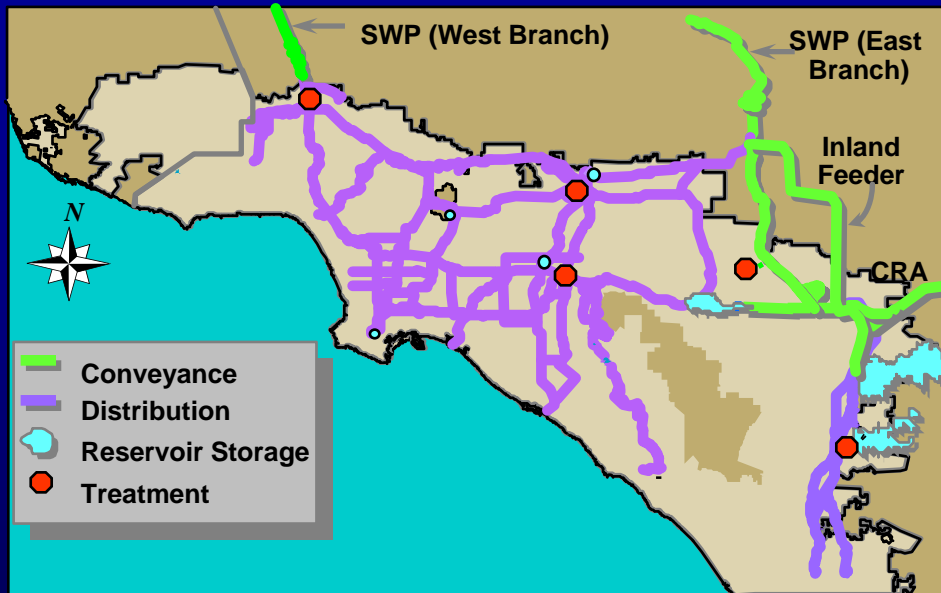 SWP (West Branch)
SWP (East
Branch)
Inland
Feeder
N
CRA
Conveyance
Distribution
Reservoir Storage
Treatment